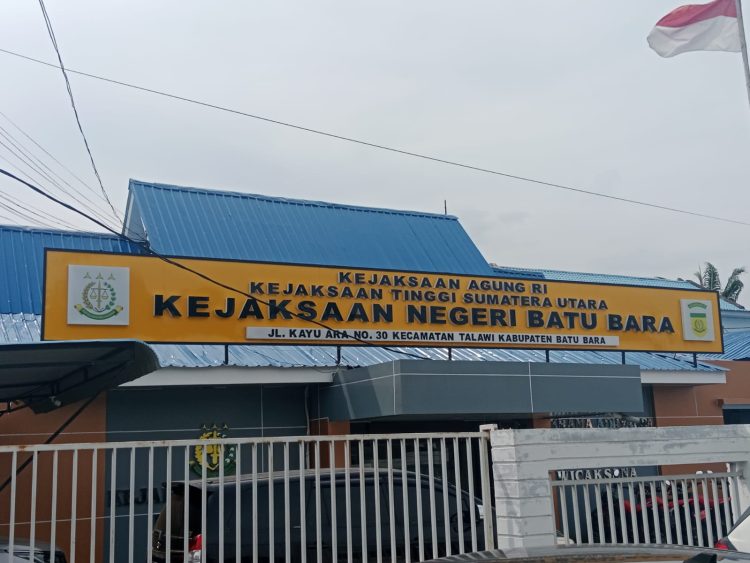 KEJAKSAAN AGUNG RI
KEJAKSAAN TINGGI SUMATERA UTARA
KEJAKSAAN NEGERI BATU BARA
JL. KAYU ARA NO. 30 KECAMATAN TALAWI KABUPATEN BATU BARA
WICAKSANA